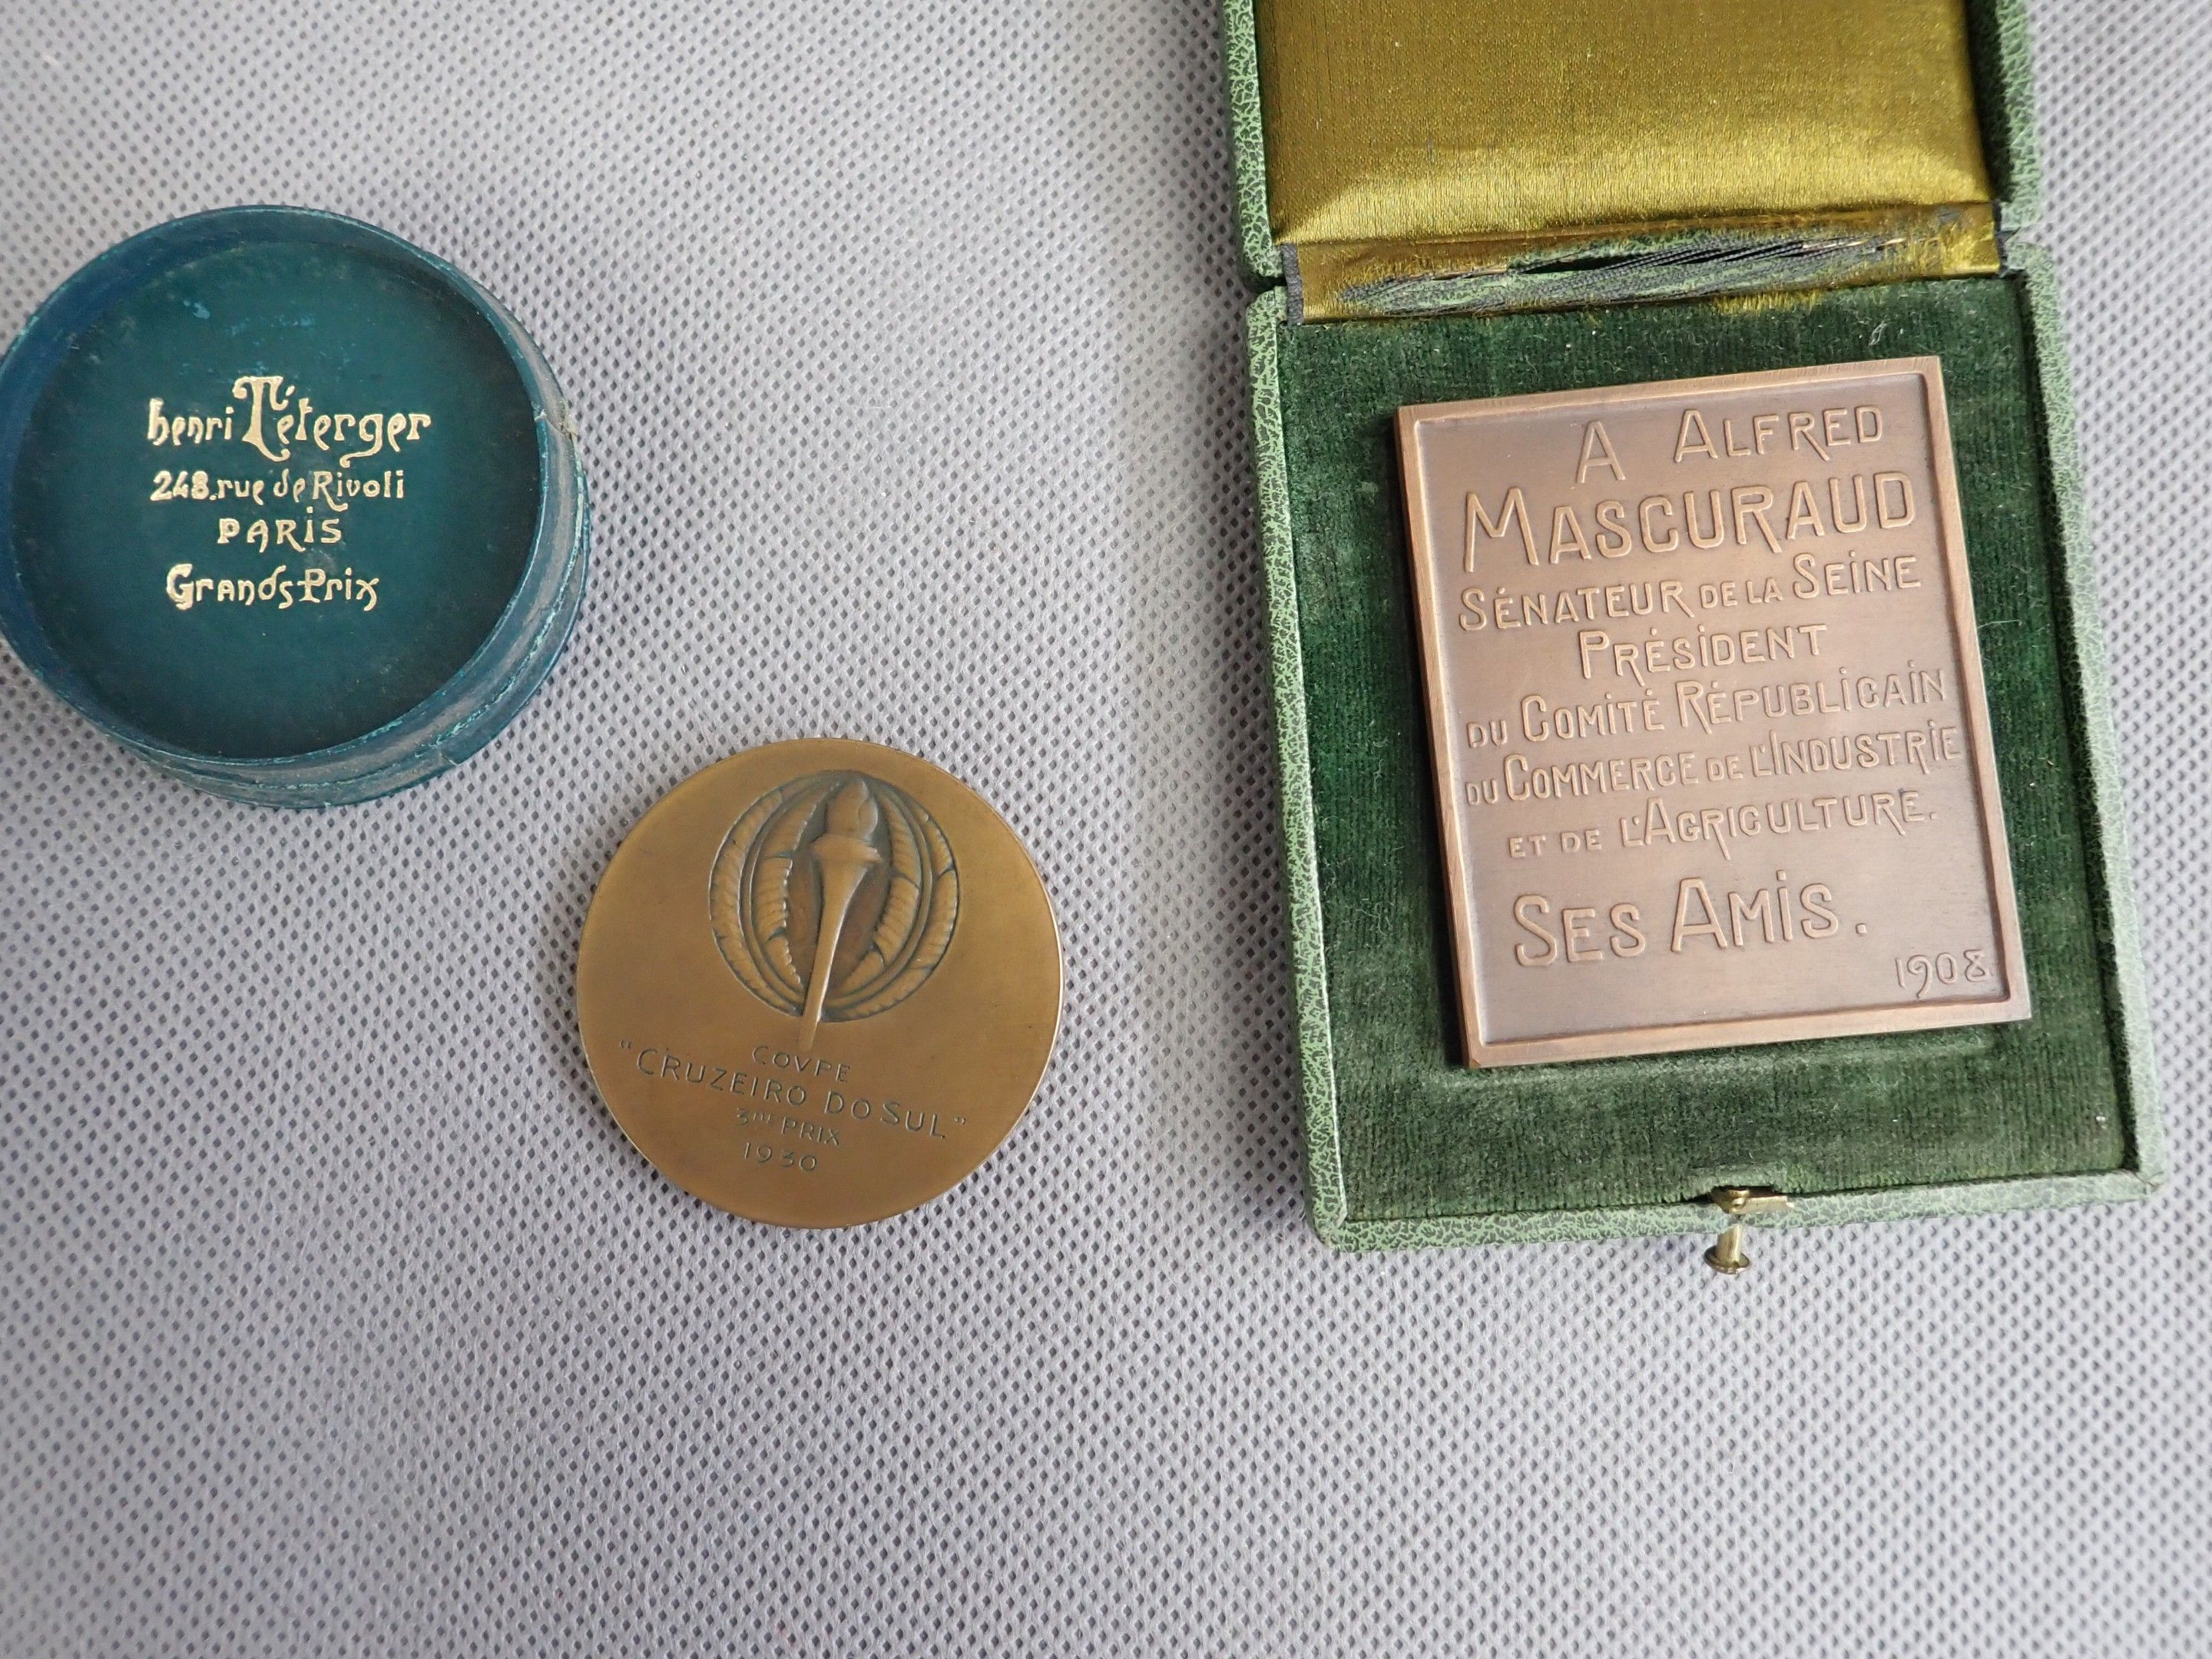 henri Téterger
248. rue de Rivoli
PARIS
Grands Prix
COVPE
"CRUZEIRO DO SUL"
3me PRIX
1930
A ALFRED
MASCURAUD
SÉNATEUR DE LA SEINE
PRÉSIDENT
DU COMITÉ RÉPUBLICAIN
DU COMMERCE DE L'INDUSTRIE
ET DE L'AGRICULTURE.
SES AMIS.
1908